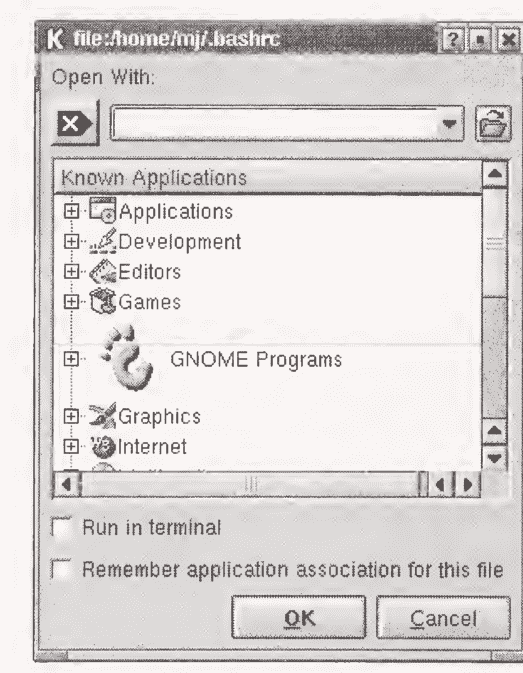 K file:/home/mj/.bashrc ?
Open With:
Known Applications
Applications
Development
Editors
Games
GNOME Programs
Graphics
Internet
Run in terminal
Remember application association for this file
OK Cancel